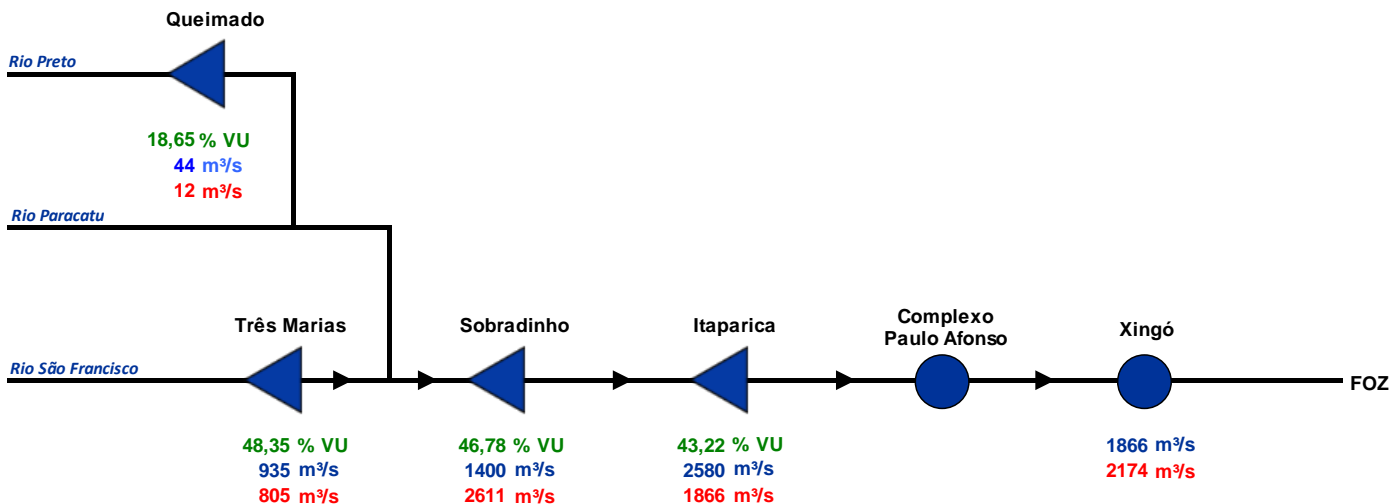 Queimado
Rio Preto
18,65 % VU
44 m³/s
12 m³/s
Rio Paracatu
Três Marias
Sobradinho
Itaparica
Complexo
Paulo Afonso
Xingó
Rio São Francisco
FOZ
48,35 % VU
935 m³/s
805 m³/s
46,78 % VU
1400 m³/s
2611 m³/s
43,22 % VU
2580 m³/s
1866 m³/s
1866 m³/s
2174 m³/s